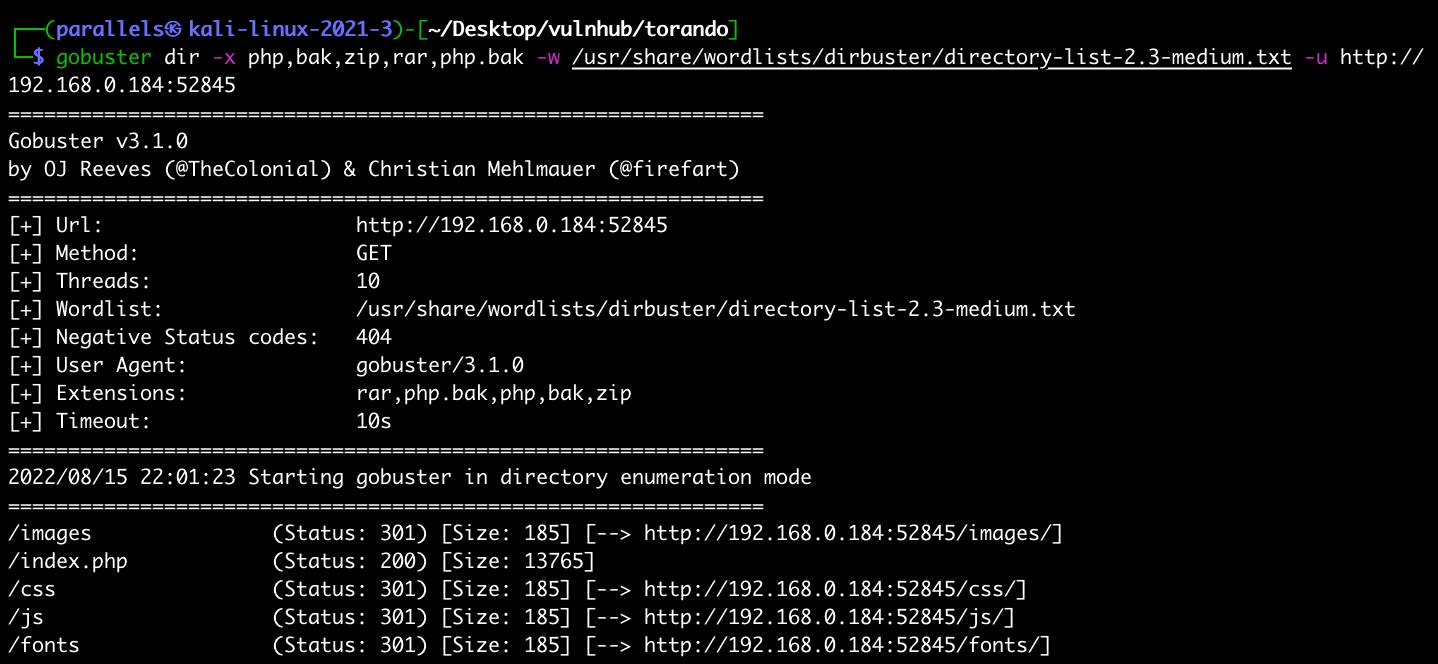 ┌──(parallels㉿kali-linux-2021-3)-[~/Desktop/vulnhub/torando]
└─$ gobuster dir -x php,bak,zip,rar,php.bak -w /usr/share/wordlists/dirbuster/directory-list-2.3-medium.txt -u http://
192.168.0.184:52845
===============================================================
Gobuster v3.1.0
by OJ Reeves (@TheColonial) & Christian Mehlmauer (@firefart)
===============================================================
[+] Url:                     http://192.168.0.184:52845
[+] Method:                  GET
[+] Threads:                 10
[+] Wordlist:                /usr/share/wordlists/dirbuster/directory-list-2.3-medium.txt
[+] Negative Status codes:   404
[+] User Agent:              gobuster/3.1.0
[+] Extensions:              rar,php.bak,php,bak,zip
[+] Timeout:                 10s
===============================================================
2022/08/15 22:01:23 Starting gobuster in directory enumeration mode
===============================================================
/images               (Status: 301) [Size: 185] [--> http://192.168.0.184:52845/images/]
/index.php            (Status: 200) [Size: 13765]
/css                  (Status: 301) [Size: 185] [--> http://192.168.0.184:52845/css/]
/js                   (Status: 301) [Size: 185] [--> http://192.168.0.184:52845/js/]
/fonts                (Status: 301) [Size: 185] [--> http://192.168.0.184:52845/fonts/]